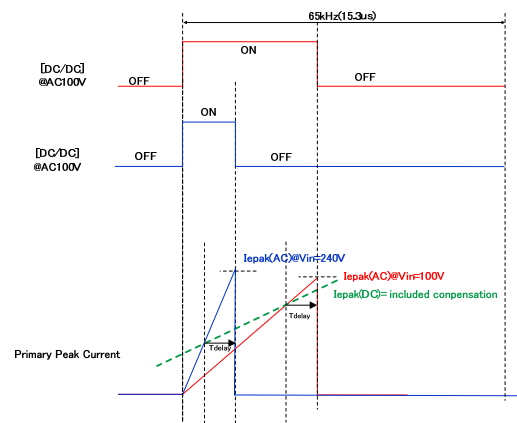 65kHz(15.3us)
ON
[DC/DC]
@AC100V
OFF
OFF
ON
[DC/DC]
@AC100V
OFF
OFF
Iepak(AC)@Vin=240V
Iepak(AC)@Vin=100V
Iepak(DC)= included conpensation
Tdelay
Tdelay
Primary Peak Current